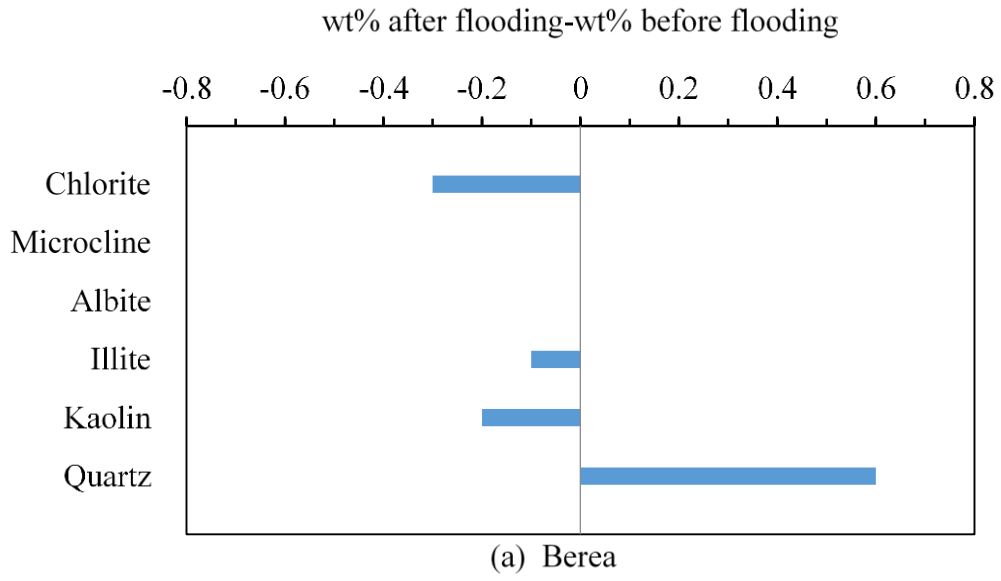 wt% after flooding-wt% before flooding
-0.8 -0.6 -0.4 -0.2 0 0.2 0.4 0.6 0.8
Chlorite
Microcline
Albite
Illite
Kaolin
Quartz
(a) Berea